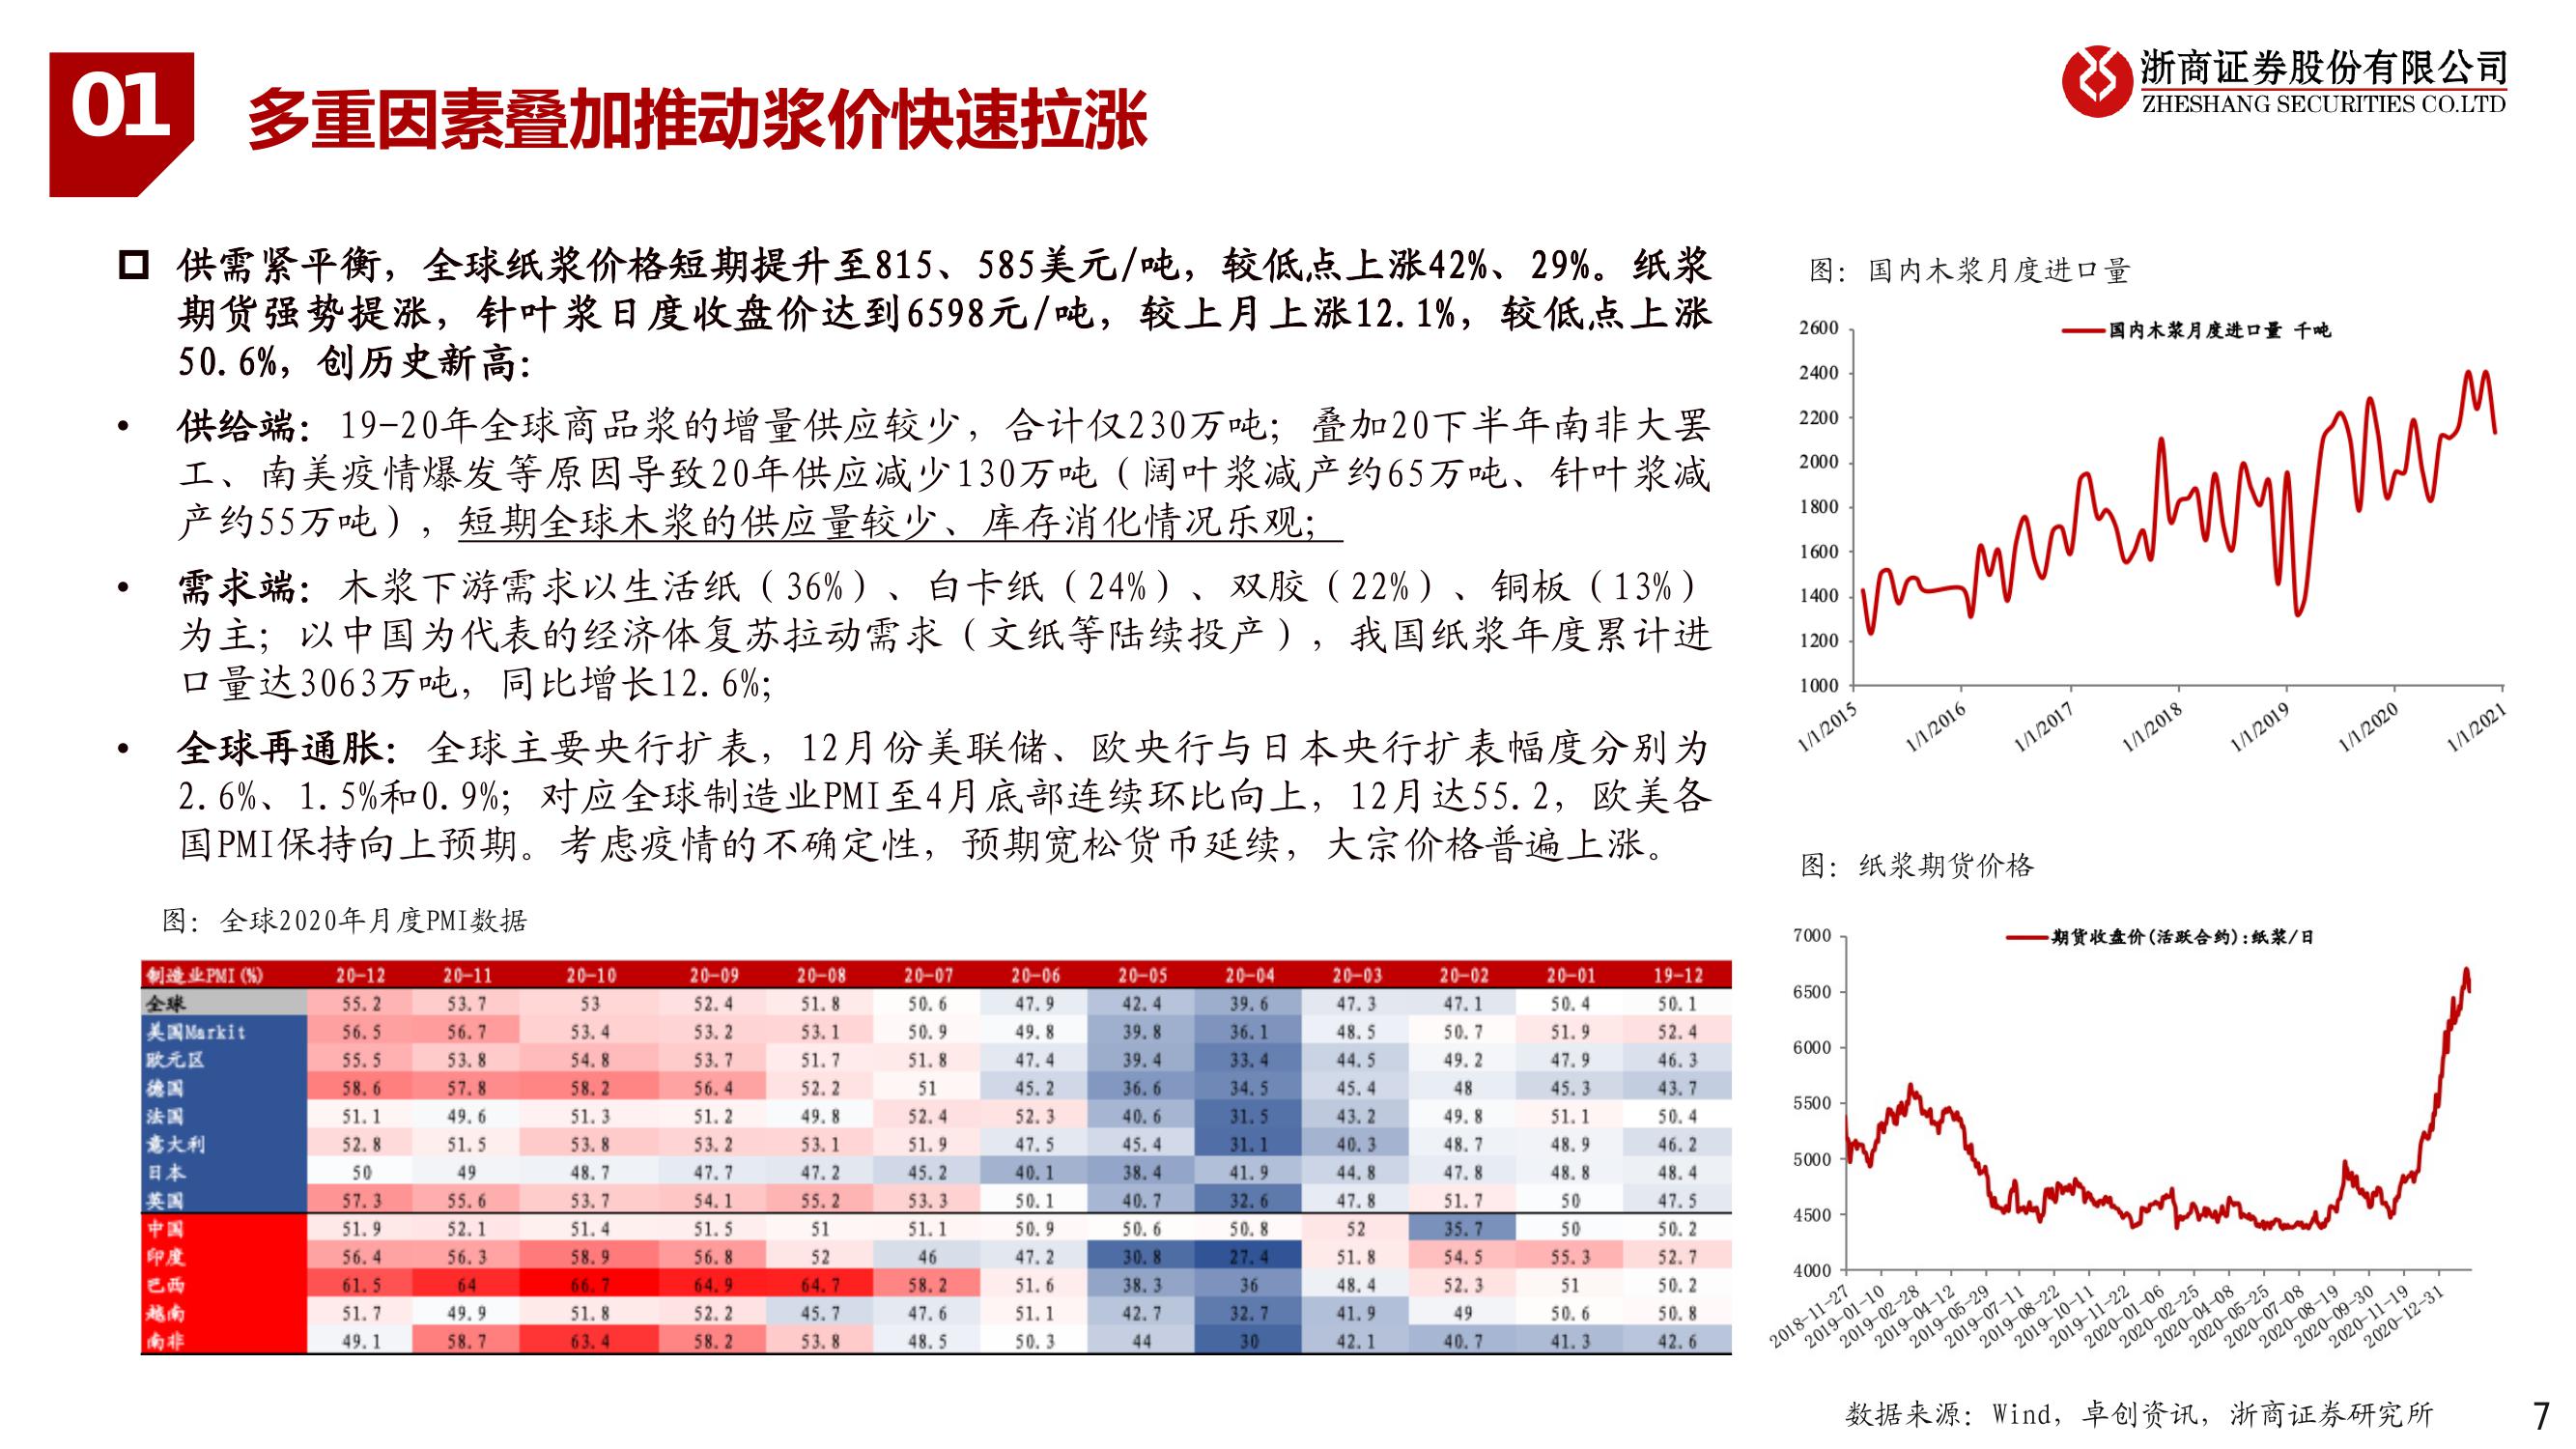 01
多重因素叠加推动浆价快速拉涨
浙商证券股份有限公司
ZHESHANG SECURITIES CO.LTD
供需紧平衡，全球纸浆价格短期提升至815、585美元/吨，较低点上涨42%、29%。纸浆
期货强势提涨，针叶浆日度收盘价达到6598元/吨，较上月上涨12.1%，较低点上涨
50.6%，创历史新高：
• 供给端：19-20年全球商品浆的增量供应较少，合计仅230万吨；叠加20下半年南非大罢
工、南美疫情爆发等原因导致20年供应减少130万吨（阔叶浆减产约65万吨、针叶浆减
产约55万吨），短期全球木浆的供应量较少、库存消化情况乐观；
• 需求端：木浆下游需求以生活纸（36%）、白卡纸（24%）、双胶（22%）、铜板（13%）
为主；以中国为代表的经济体复苏拉动需求（文纸等陆续投产），我国纸浆年度累计进
口量达3063万吨，同比增长12.6%；
• 全球再通胀：全球主要央行扩表，12月份美联储、欧央行与日本央行扩表幅度分别为
2.6%、1.5%和0.9%；对应全球制造业PMI至4月底部连续环比向上，12月达55.2，欧美各
国PMI保持向上预期。考虑疫情的不确定性，预期宽松货币延续，大宗价格普遍上涨。
图：全球2020年月度PMI数据
制造业PMI(%) 20-12 20-11 20-10 20-09 20-08 20-07 20-06 20-05 20-04 20-03 20-02 20-01 19-12
全球 55.2 53.7 53 52.4 51.8 50.6 47.9 42.4 39.6 47.3 47.1 50.4 50.1
美国Markit 56.5 56.7 53.4 53.2 53.1 50.9 49.8 39.8 36.1 48.5 50.7 51.9 52.4
欧元区 55.5 53.8 54.8 53.7 51.7 51.8 47.4 39.4 33.4 44.5 49.2 47.9 46.3
德国 58.6 57.8 58.2 56.4 52.2 51 45.2 36.6 34.5 45.4 48 45.3 43.7
法国 51.1 49.6 51.3 51.2 49.8 52.4 52.3 40.6 31.5 43.2 49.8 51.1 50.4
意大利 52.8 51.5 53.8 53.2 53.1 51.9 47.5 45.4 31.1 40.3 48.7 48.9 46.2
日本 50 49 48.7 47.7 47.2 45.2 40.1 38.4 41.9 44.8 47.8 48.8 48.4
英国 57.3 55.6 53.7 54.1 55.2 53.3 50.1 40.7 32.6 47.8 51.7 50 47.5
中国 51.9 52.1 51.4 51.5 51 51.1 50.9 50.6 50.8 52 35.7 50 50.2
印度 56.4 56.3 58.9 56.8 52 46 47.2 30.8 27.4 51.8 54.5 55.3 52.7
巴西 61.5 64 66.7 64.9 64.7 58.2 51.6 38.3 36 48.4 52.3 51 50.2
越南 51.7 49.9 51.8 52.2 45.7 47.6 51.1 42.7 32.7 41.9 49 50.6 50.8
南非 49.1 58.7 63.4 58.2 53.8 48.5 50.3 44 30 42.1 40.7 41.3 42.6
图：国内木浆月度进口量
国内木浆月度进口量 千吨
2600
2400
2200
2000
1800
1600
1400
1200
1000
1/1/2015 1/1/2016 1/1/2017 1/1/2018 1/1/2019 1/1/2020 1/1/2021
图：纸浆期货价格
期货收盘价(活跃合约):纸浆/日
7000
6500
6000
5500
5000
4500
4000
2018-11-27 2019-01-10 2019-02-28 2019-04-12 2019-05-29 2019-07-11 2019-08-22 2019-10-11 2019-11-22 2020-01-06 2020-02-25 2020-04-08 2020-05-25 2020-07-08 2020-08-19 2020-09-30 2020-11-19 2020-12-31
数据来源：Wind，卓创资讯，浙商证券研究所
7